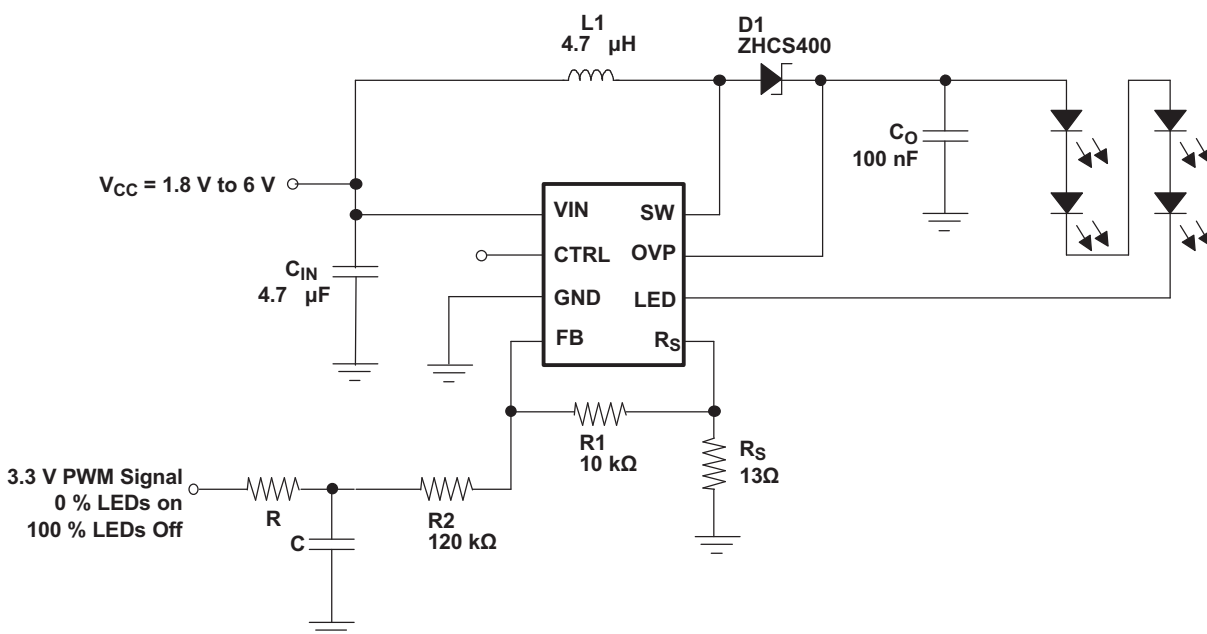 L1
4.7 µH
D1
ZHCS400
CO
100 nF
VCC = 1.8 V to 6 V
CIN
4.7 µF
VIN
CTRL
GND
FB
SW
OVP
LED
RS
R1
10 kΩ
RS
13Ω
3.3 V PWM Signal
0 % LEDs on
100 % LEDs Off
R
C
R2
120 kΩ